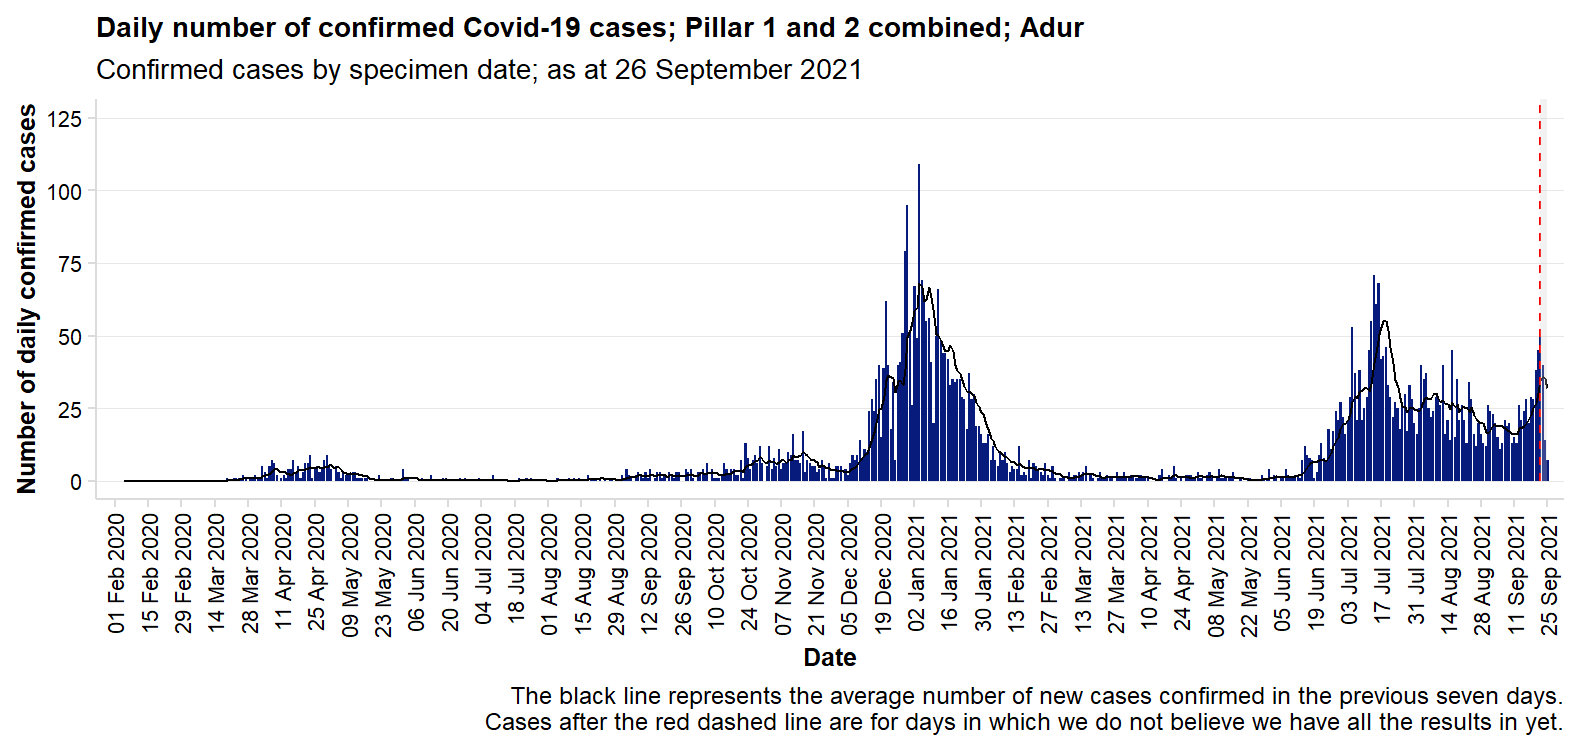 Daily number of confirmed Covid-19 cases; Pillar 1 and 2 combined; Adur
Confirmed cases by specimen date; as at 26 September 2021
Number of daily confirmed cases
125
100
75
50
25
0
01 Feb 2020
15 Feb 2020
29 Feb 2020
14 Mar 2020
28 Mar 2020
11 Apr 2020
25 Apr 2020
09 May 2020
23 May 2020
06 Jun 2020
20 Jun 2020
04 Jul 2020
18 Jul 2020
01 Aug 2020
15 Aug 2020
29 Aug 2020
12 Sep 2020
26 Sep 2020
10 Oct 2020
24 Oct 2020
07 Nov 2020
21 Nov 2020
05 Dec 2020
19 Dec 2020
02 Jan 2021
16 Jan 2021
30 Jan 2021
13 Feb 2021
27 Feb 2021
13 Mar 2021
27 Mar 2021
10 Apr 2021
24 Apr 2021
08 May 2021
22 May 2021
05 Jun 2021
19 Jun 2021
03 Jul 2021
17 Jul 2021
31 Jul 2021
14 Aug 2021
28 Aug 2021
11 Sep 2021
25 Sep 2021
Date
The black line represents the average number of new cases confirmed in the previous seven days.
Cases after the red dashed line are for days in which we do not believe we have all the results in yet.